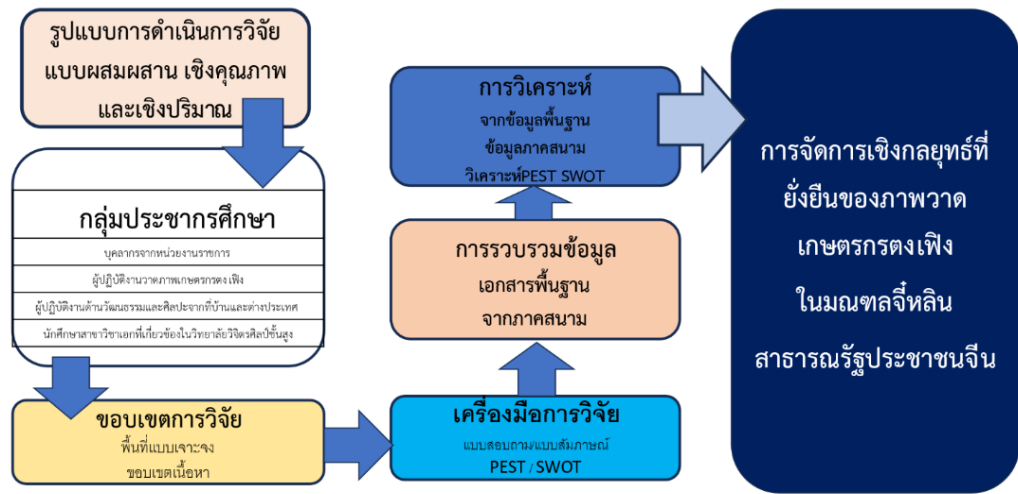 รูปแบบการดำเนินการวิจัย
แบบผสมผสาน เชิงคุณภาพ
และเชิงปริมาณ
กลุ่มประชากรศึกษา
บุคลากรจากหน่วยงานราชการ
ผู้ปฏิบัติงานวาดภาพเกษตรกรตงเฟิง
ผู้ปฏิบัติงานด้านวัฒนธรรมและศิลปะจากที่บ้านและต่างประเทศ
นักศึกษาสาขาวิชาเอกที่เกี่ยวข้องในวิทยาลัยวิจิตรศิลป์ชั้นสูง
ขอบเขตการวิจัย
พื้นที่แบบเจาะจง
ขอบเขตเนื้อหา
เครื่องมือการวิจัย
แบบสอบถาม/แบบสัมภาษณ์
PEST / SWOT
การรวบรวมข้อมูล
เอกสารพื้นฐาน
จากภาคสนาม
การวิเคราะห์
จากข้อมูลพื้นฐาน
ข้อมูลภาคสนาม
วิเคราะห์PEST SWOT
การจัดการเชิงกลยุทธ์ที่
ยั่งยืนของภาพวาด
เกษตรกรตงเฟิง
ในมณฑลจี๋หลิน
สาธารณรัฐประชาชนจีน